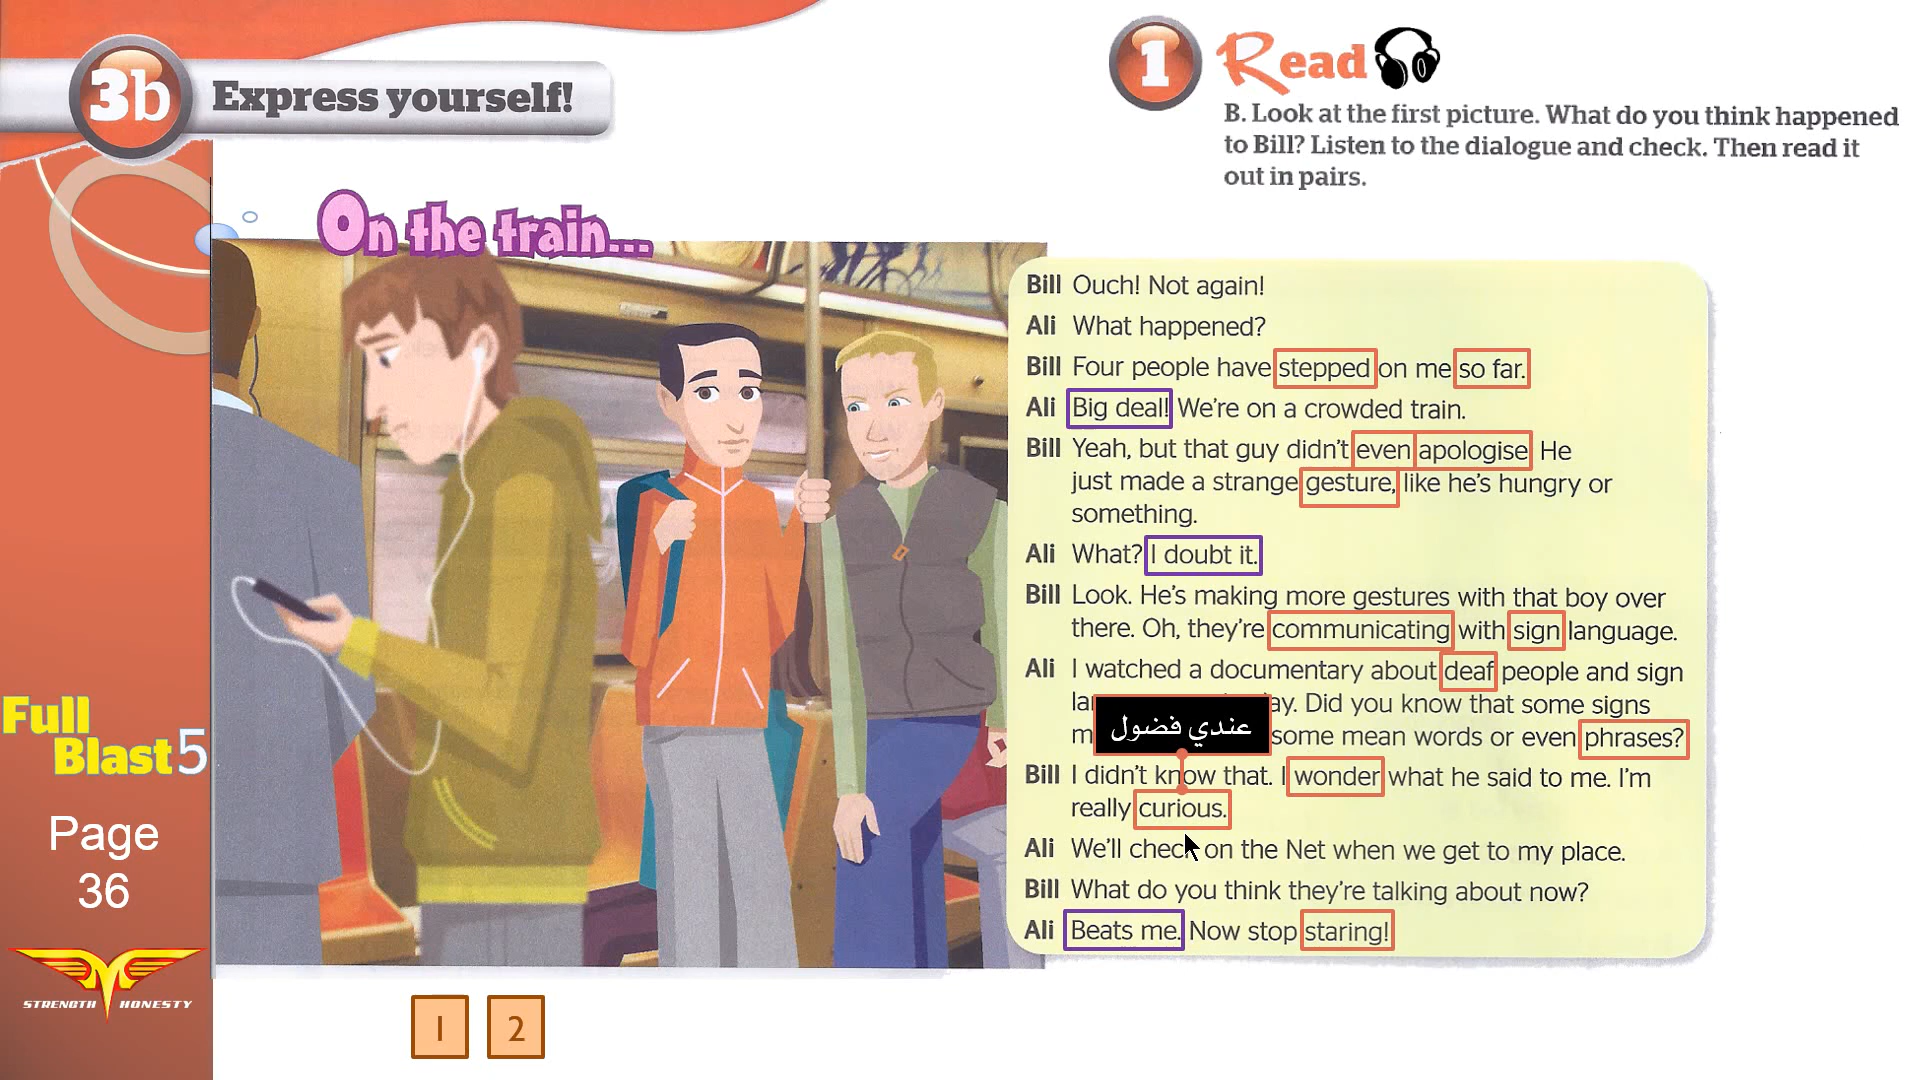 3b Express yourself!
1 Read
B. Look at the first picture. What do you think happened
to Bill? Listen to the dialogue and check. Then read it
out in pairs.
On the train...
Bill Ouch! Not again!
Ali What happened?
Bill Four people have stepped on me so far.
Ali Big deal! We're on a crowded train.
Bill Yeah, but that guy didn't even apologise He
just made a strange gesture, like he's hungry or
something.
Ali What? I doubt it.
Bill Look. He's making more gestures with that boy over
there. Oh, they're communicating with sign language.
Ali I watched a documentary about deaf people and sign
Did you know that some signs
عندي فضول
some mean words or even phrases?
Bill I didn't know that. I wonder what he said to me. I'm
really curious.
Ali We'll check on the Net when we get to my place.
Bill What do you think they're talking about now?
Ali Beats me. Now stop staring!
Full
Blast 5
Page
36
STRENGTH HONESTY
1 2